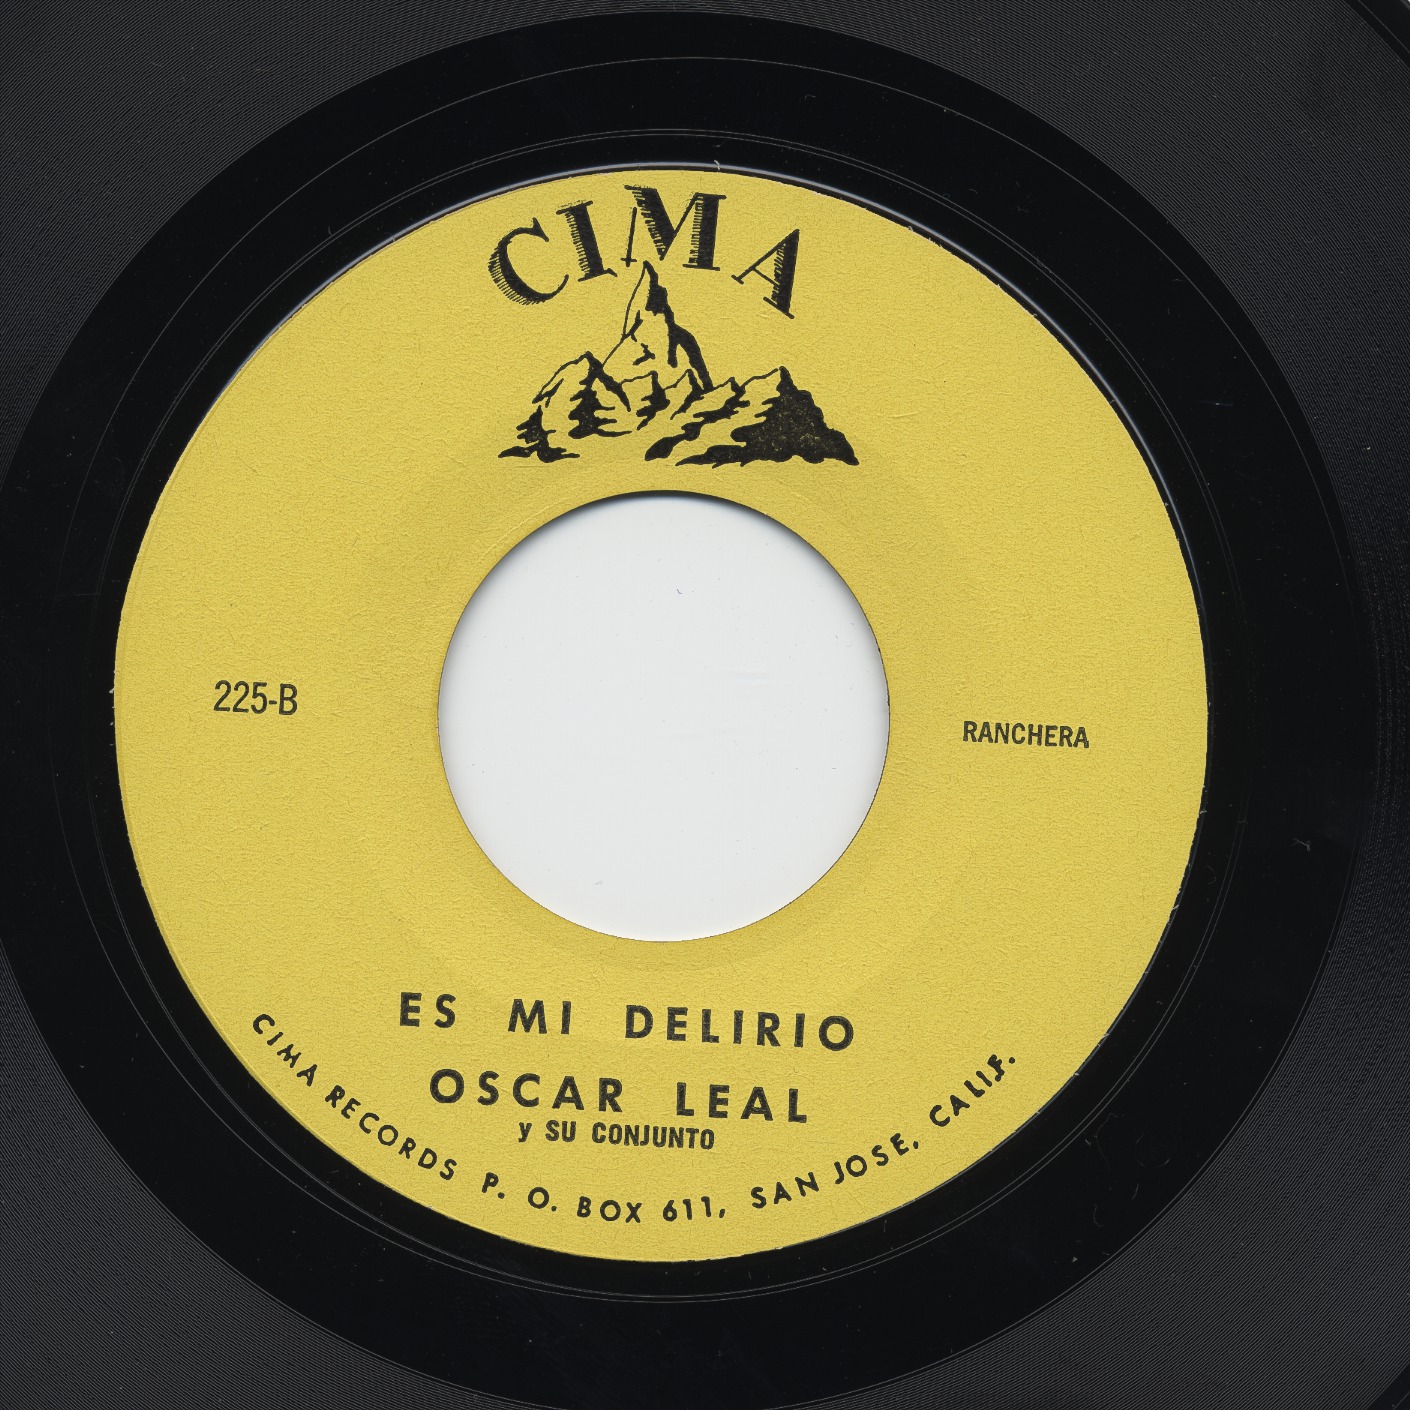 CIMA
225-B
RANCHERA
ES MI DELIRIO
OSCAR LEAL
y SU CONJUNTO
CIMA RECORDS P. O. BOX 611, SAN JOSE, CALIF.